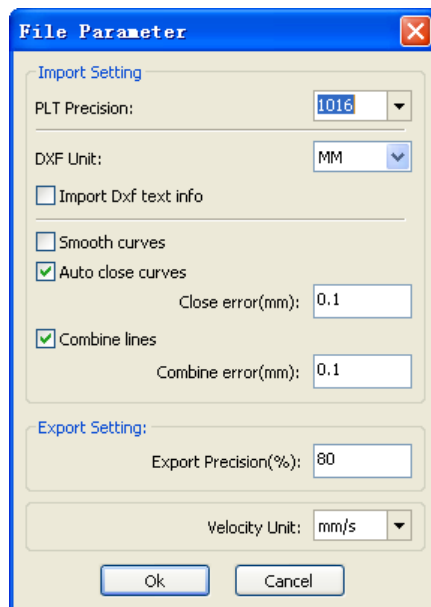 File Parameter
Import Setting
PLT Precision: 1016
DXF Unit: MM
Import Dxf text info
Smooth curves
Auto close curves
Close error(mm): 0.1
Combine lines
Combine error(mm): 0.1
Export Setting:
Export Precision(%): 80
Velocity Unit: mm/s
Ok Cancel